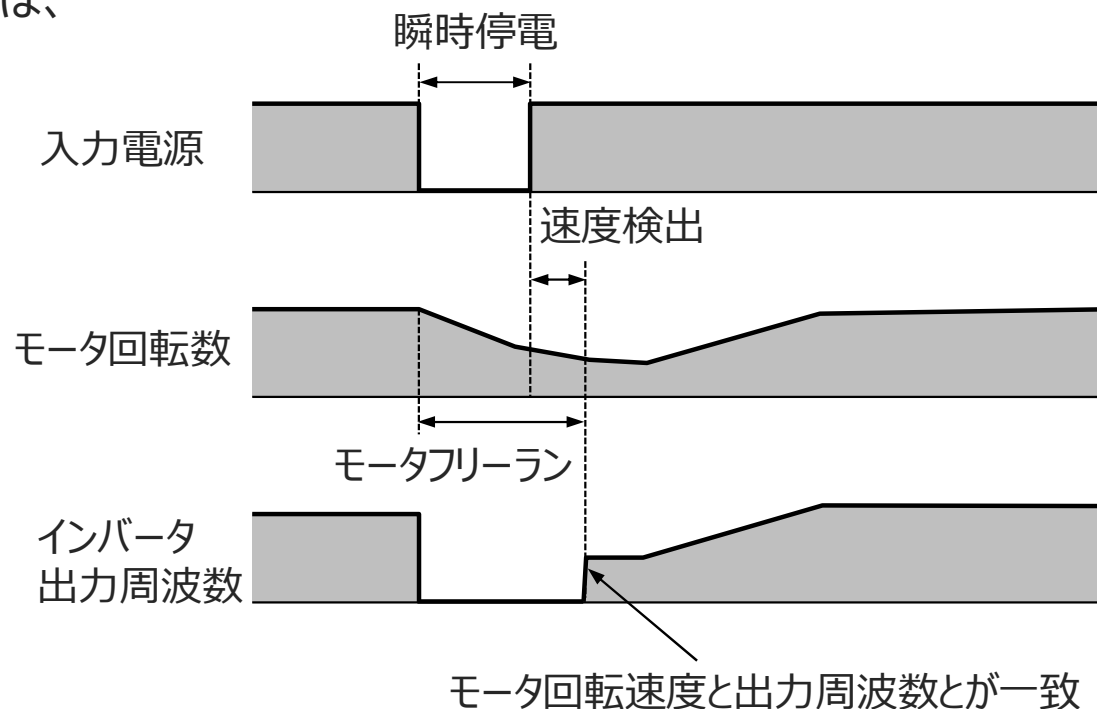 は、
瞬時停電
入力電源
速度検出
モータ回転数
モータフリーラン
インバータ
出力周波数
モータ回転速度と出力周波数とが一致